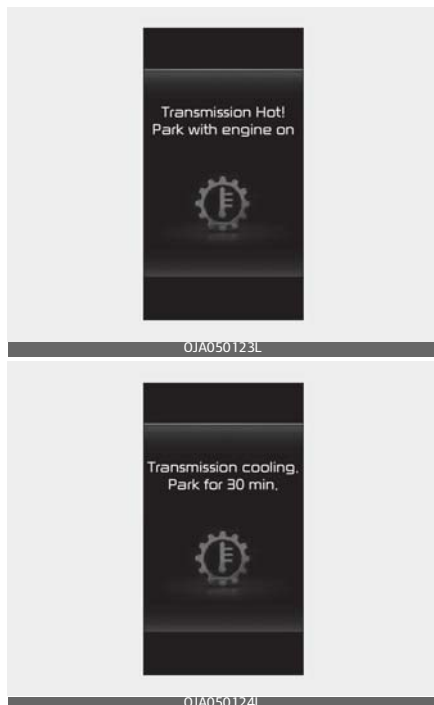 Transmission Hot!
Park with engine on
OJA050123L
Transmission cooling.
Park for 30 min.
OJA050124L